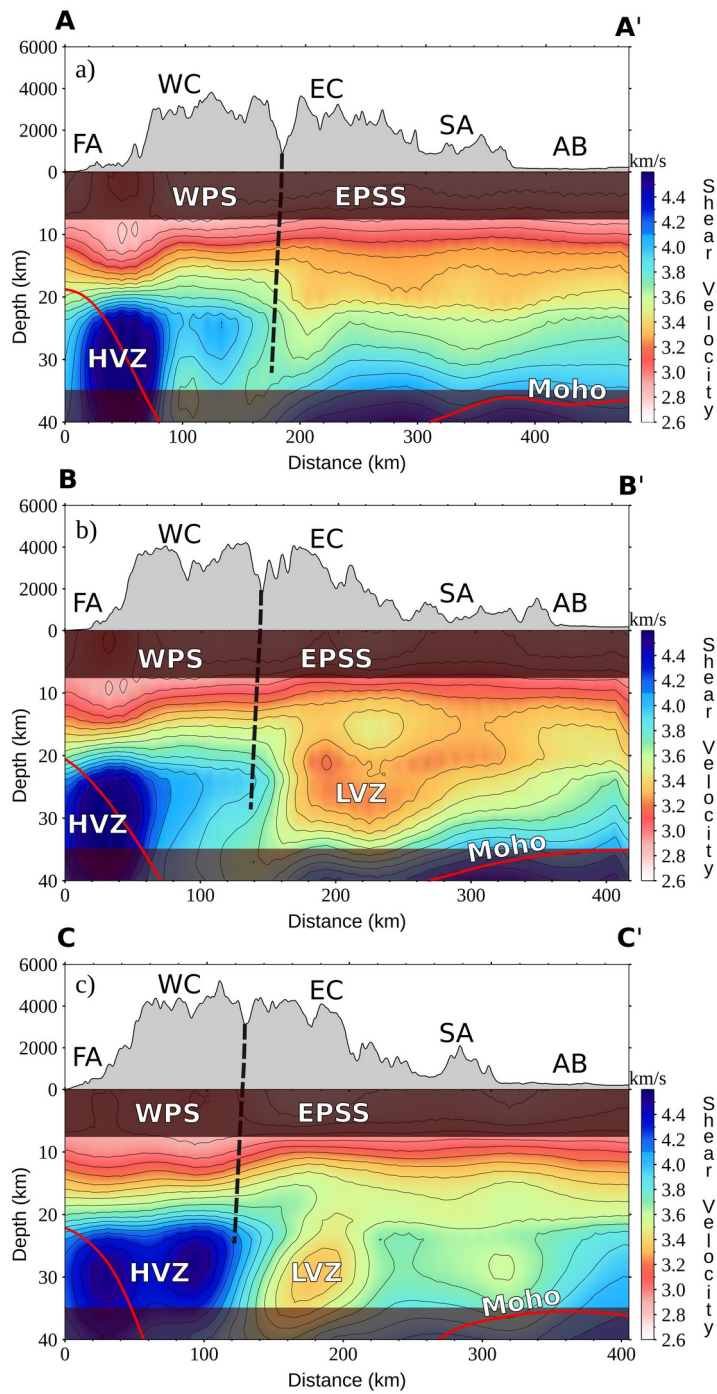 A A'
6000
4000
2000
0
a)
FA
WC
EC
SA
AB
km/s
WPS
EPSS
HVZ
Moho
10
20
30
40
Depth (km)
0 100 200 300 400
Distance (km)
4.4
4.2
4.0
3.8
3.6
3.4
3.2
3.0
2.8
2.6
Shear Velocity
B B'
6000
4000
2000
0
b)
FA
WC
EC
SA
AB
km/s
WPS
EPSS
HVZ
LVZ
Moho
10
20
30
40
Depth (km)
0 100 200 300 400
Distance (km)
4.4
4.2
4.0
3.8
3.6
3.4
3.2
3.0
2.8
2.6
Shear Velocity
C C'
6000
4000
2000
0
c)
FA
WC
EC
SA
AB
km/s
WPS
EPSS
HVZ
LVZ
Moho
10
20
30
40
Depth (km)
0 100 200 300 400
Distance (km)
4.4
4.2
4.0
3.8
3.6
3.4
3.2
3.0
2.8
2.6
Shear Velocity